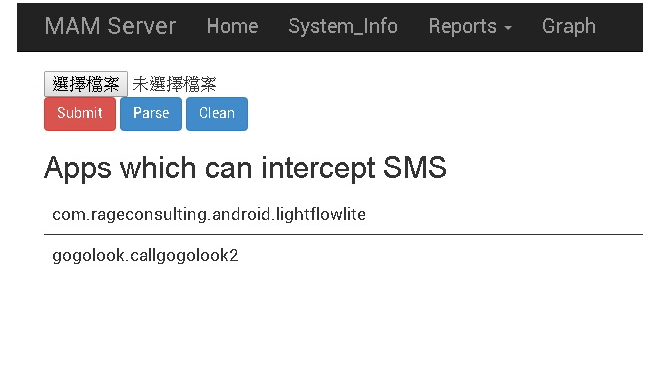 MAM Server Home System_Info Reports Graph
選擇檔案 未選擇檔案
Submit Parse Clean
Apps which can intercept SMS
com.rageconsulting.android.lightflowlite
gogolook.callgogolook2